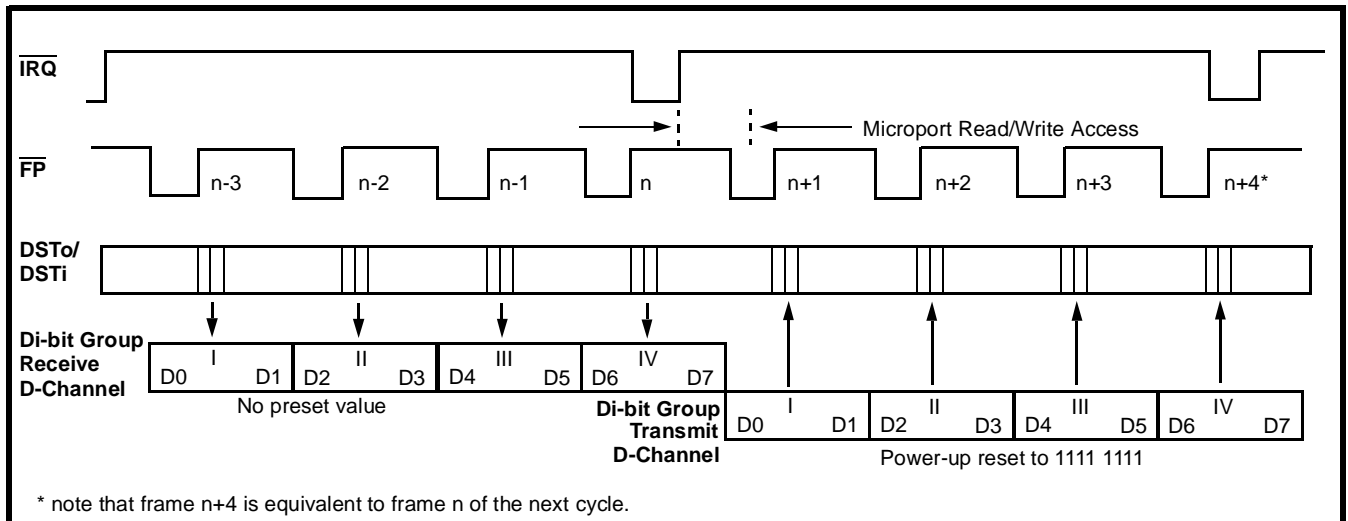 IRQ
Microport Read/Write Access
FP
n-3 n-2 n-1 n n+1 n+2 n+3 n+4*
DSTo/
DSTi
Di-bit Group
Receive
D-Channel
I II III IV
D0 D1 D2 D3 D4 D5 D6 D7
No preset value
Di-bit Group
Transmit
D-Channel
I II III IV
D0 D1 D2 D3 D4 D5 D6 D7
Power-up reset to 1111 1111
* note that frame n+4 is equivalent to frame n of the next cycle.